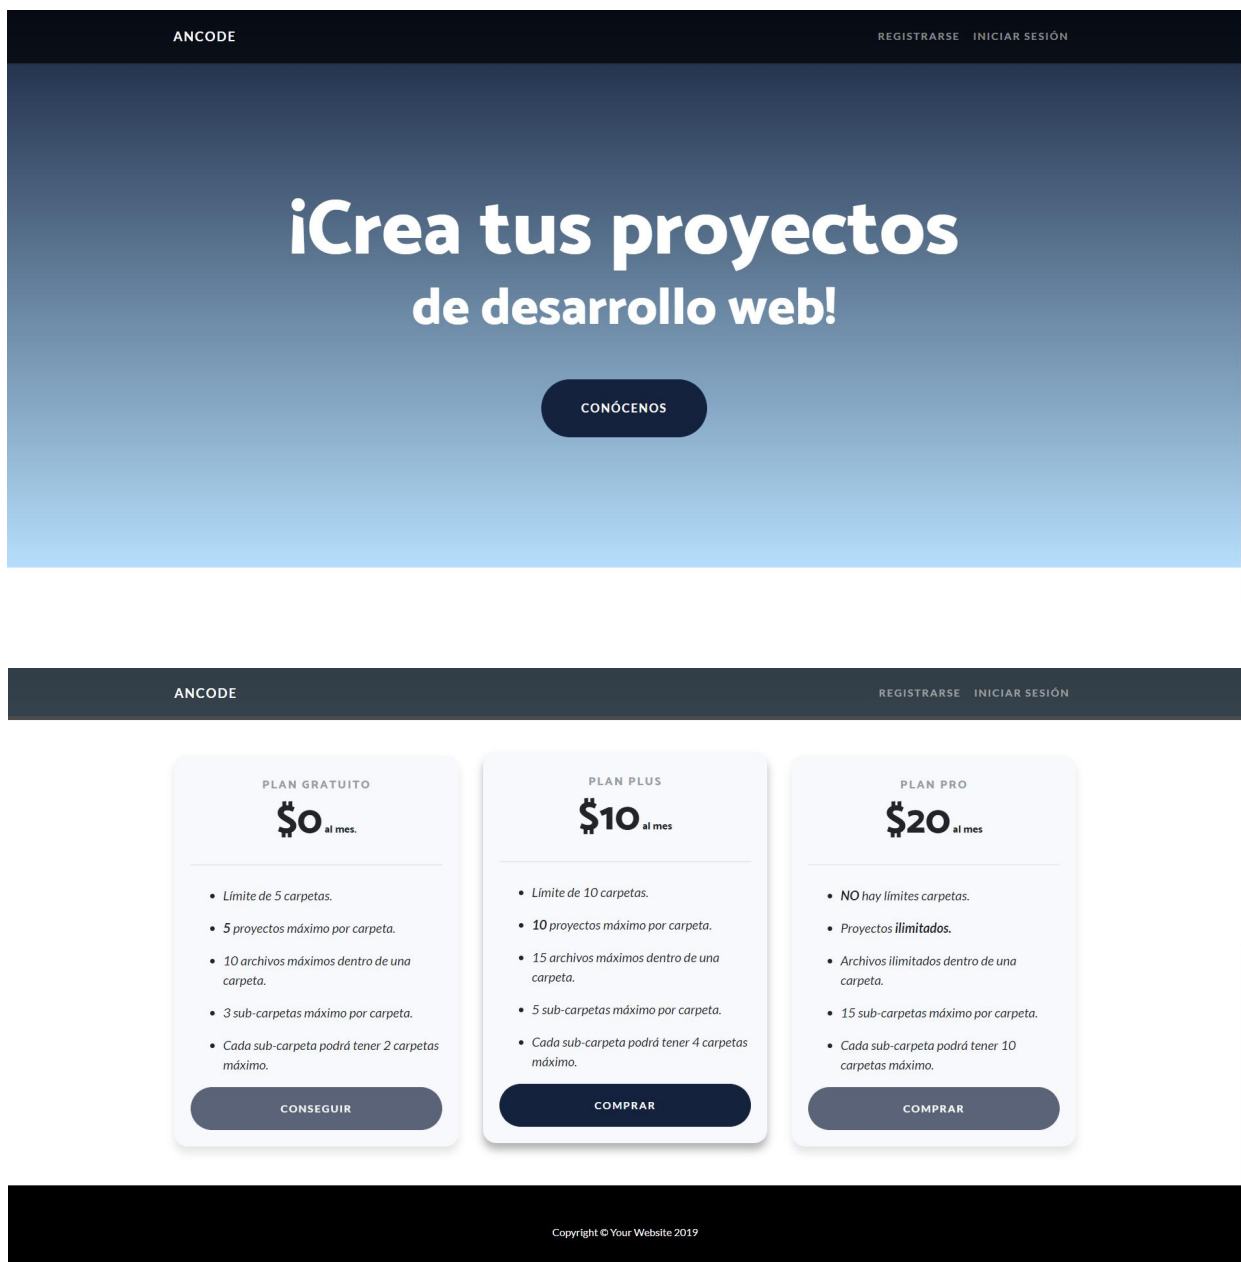 ANCODE
REGISTRARSE INICIAR SESIÓN
¡Crea tus proyectos
de desarrollo web!
CONÓCENOS
ANCODE
REGISTRARSE INICIAR SESIÓN
PLAN GRATUITO
$0 al mes.
• Límite de 5 carpetas.
• 5 proyectos máximo por carpeta.
• 10 archivos máximos dentro de una
carpeta.
• 3 sub-carpetas máximo por carpeta.
• Cada sub-carpeta podrá tener 2 carpetas
máximo.
CONSEGUIR
PLAN PLUS
$10 al mes
• Límite de 10 carpetas.
• 10 proyectos máximo por carpeta.
• 15 archivos máximos dentro de una
carpeta.
• 5 sub-carpetas máximo por carpeta.
• Cada sub-carpeta podrá tener 4 carpetas
máximo.
COMPRAR
PLAN PRO
$20 al mes
• NO hay límites carpetas.
• Proyectos ilimitados.
• Archivos ilimitados dentro de una
carpeta.
• 15 sub-carpetas máximo por carpeta.
• Cada sub-carpeta podrá tener 10
carpetas máximo.
COMPRAR
Copyright © Your Website 2019